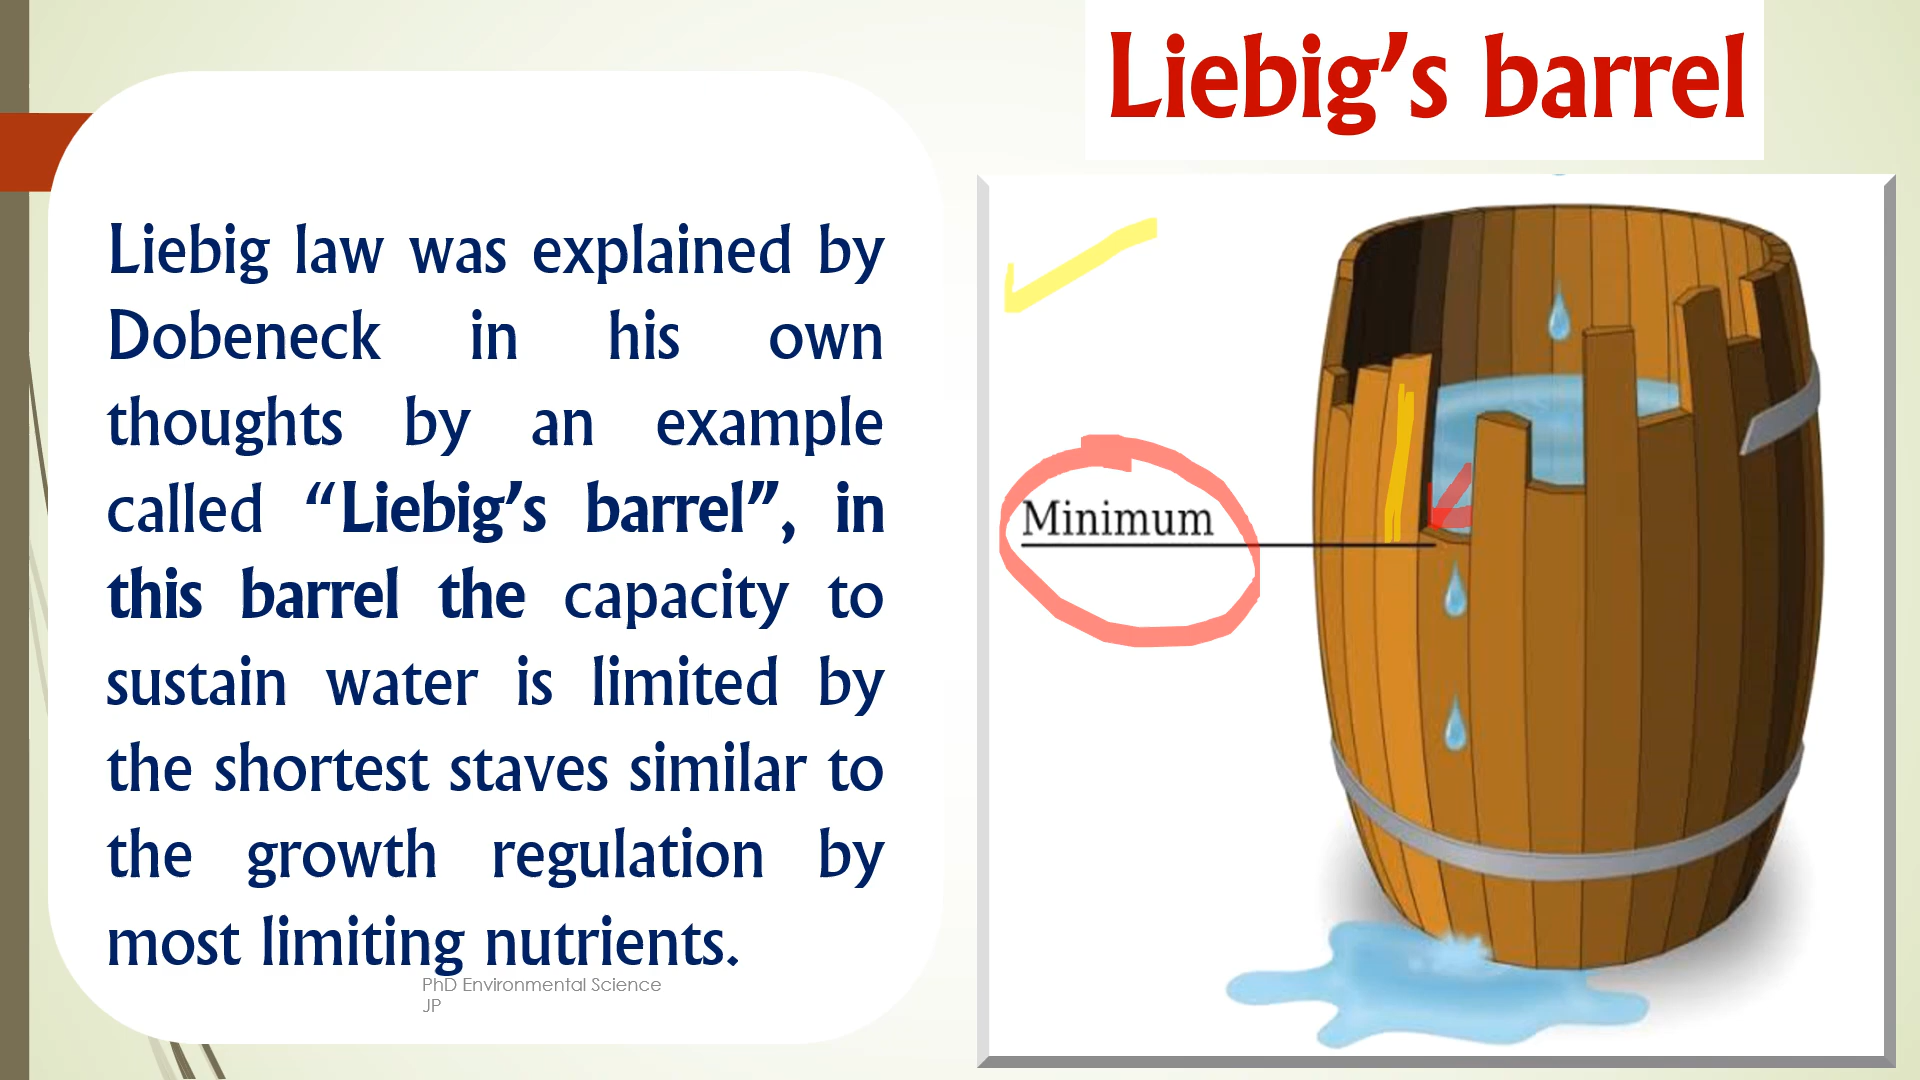 Liebig's barrel
Liebig law was explained by
Dobeneck in his own
thoughts by an example
called “Liebig's barrel”, in
this barrel the capacity to
sustain water is limited by
the shortest staves similar to
the growth regulation by
most limiting nutrients.
PhD Environmental Science
JP
Minimum